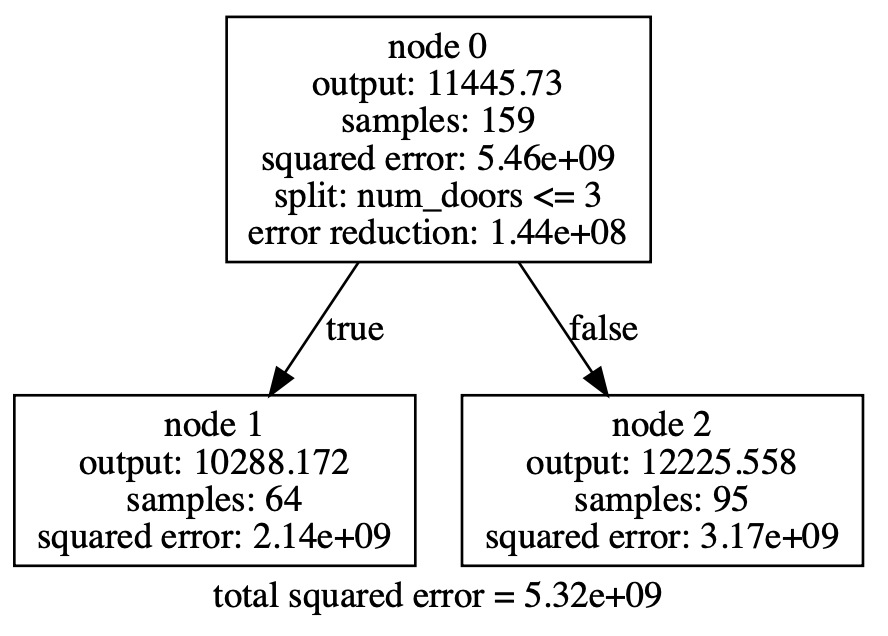 node 0
output: 11445.73
samples: 159
squared error: 5.46e+09
split: num_doors <= 3
error reduction: 1.44e+08
true
false
node 1
output: 10288.172
samples: 64
squared error: 2.14e+09
node 2
output: 12225.558
samples: 95
squared error: 3.17e+09
total squared error = 5.32e+09